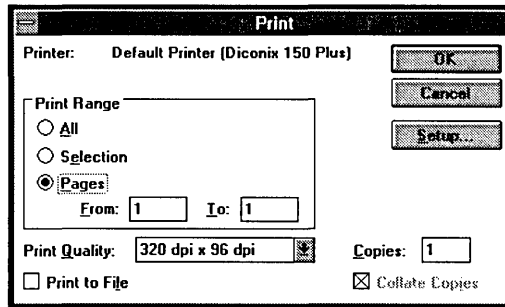 Print
Printer: Default Printer (Diconix 150 Plus)
OK
Cancel
Setup...
Print Range
All
Selection
Pages
From: 1 To: 1
Print Quality: 320 dpi x 96 dpi Copies: 1
Print to File Collate Copies